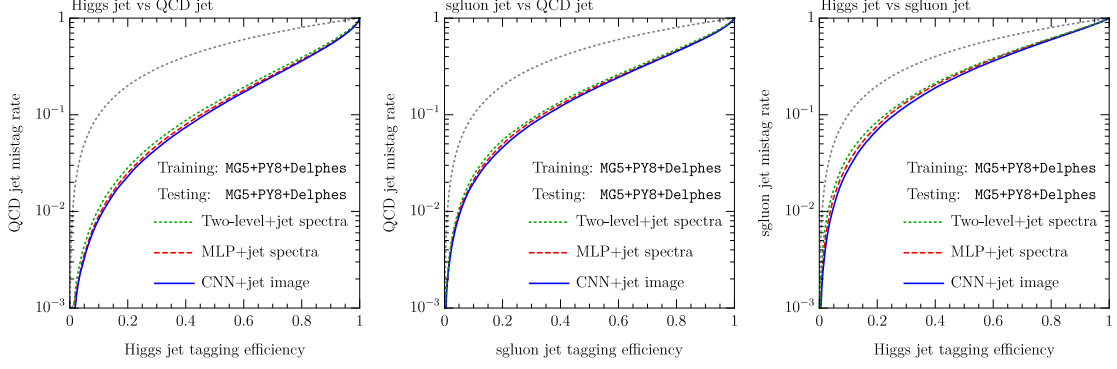 Higgs jet vs QCD jet
1
10⁻¹
10⁻²
10⁻³
QCD jet mistag rate
Training: MG5+PY8+Delphes
Testing: MG5+PY8+Delphes
Two-level+jet spectra
MLP+jet spectra
CNN+jet image
0 0.2 0.4 0.6 0.8 1
Higgs jet tagging efficiency
sgluon jet vs QCD jet
1
10⁻¹
10⁻²
10⁻³
QCD jet mistag rate
Training: MG5+PY8+Delphes
Testing: MG5+PY8+Delphes
Two-level+jet spectra
MLP+jet spectra
CNN+jet image
0 0.2 0.4 0.6 0.8 1
sgluon jet tagging efficiency
Higgs jet vs sgluon jet
1
10⁻¹
10⁻²
10⁻³
sgluon jet mistag rate
Training: MG5+PY8+Delphes
Testing: MG5+PY8+Delphes
Two-level+jet spectra
MLP+jet spectra
CNN+jet image
0 0.2 0.4 0.6 0.8 1
Higgs jet tagging efficiency